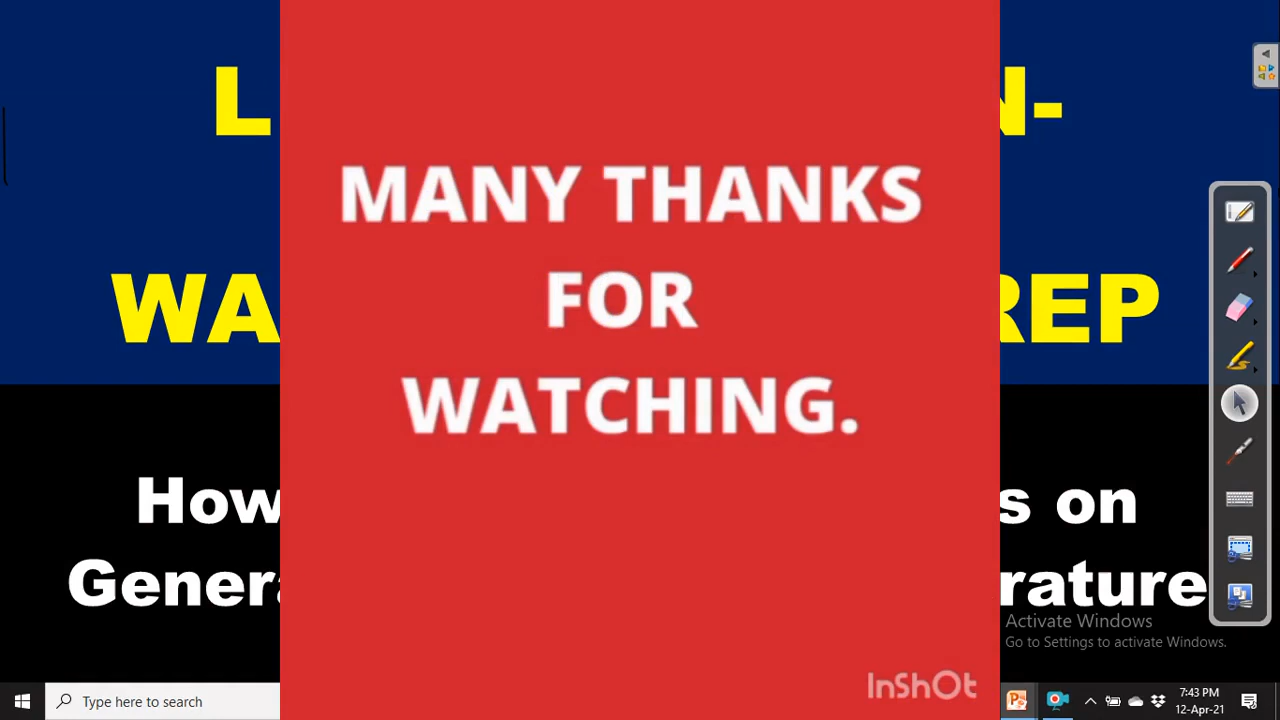 L
N-
MANY THANKS
FOR
WATCHING.
WA
REP
How
s on
Genera
rature
Activate Windows
Go to Settings to activate Windows.
InShOt
Type here to search
7:43 PM
12-Apr-21